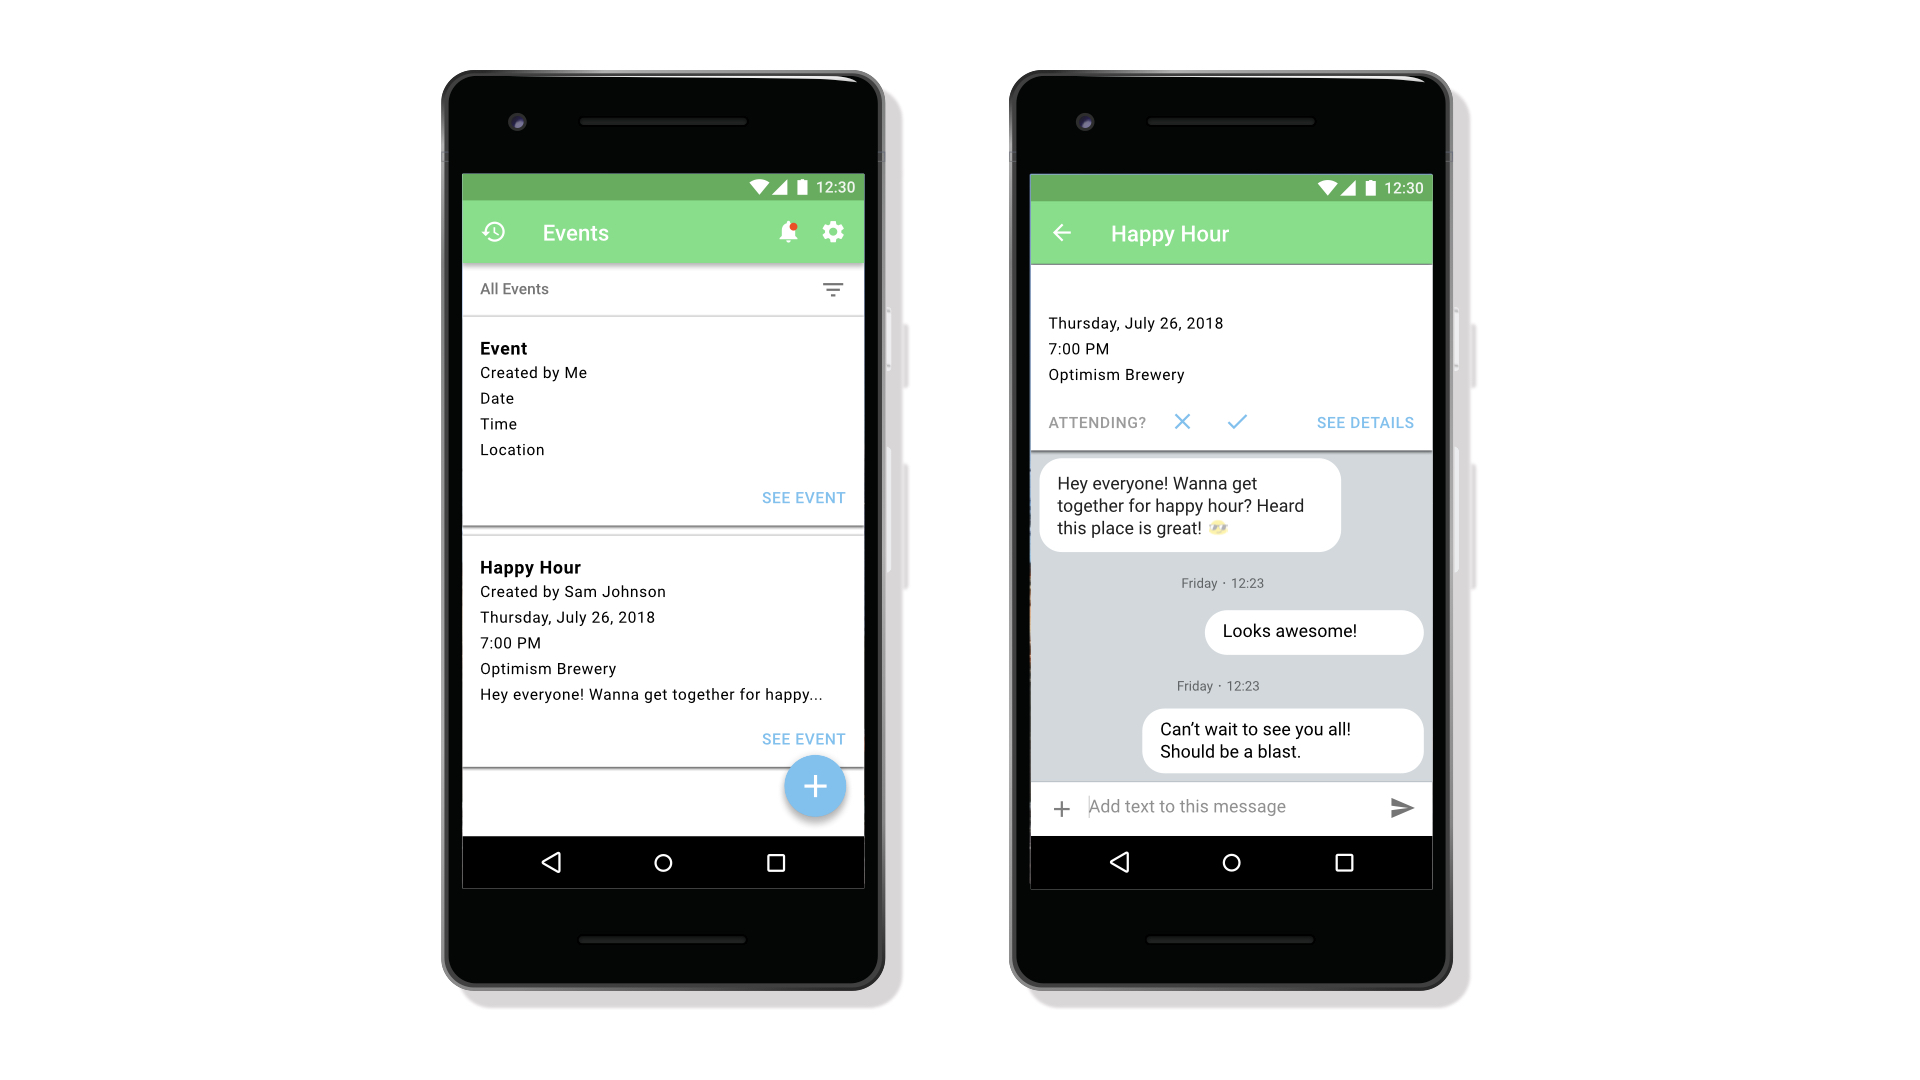 12:30
Events
All Events
Event
Created by Me
Date
Time
Location
SEE EVENT
Happy Hour
Created by Sam Johnson
Thursday, July 26, 2018
7:00 PM
Optimism Brewery
Hey everyone! Wanna get together for happy...
SEE EVENT
12:30
Happy Hour
Thursday, July 26, 2018
7:00 PM
Optimism Brewery
ATTENDING? SEE DETAILS
Hey everyone! Wanna get
together for happy hour? Heard
this place is great! 😎
Friday · 12:23
Looks awesome!
Friday · 12:23
Can’t wait to see you all!
Should be a blast.
Add text to this message